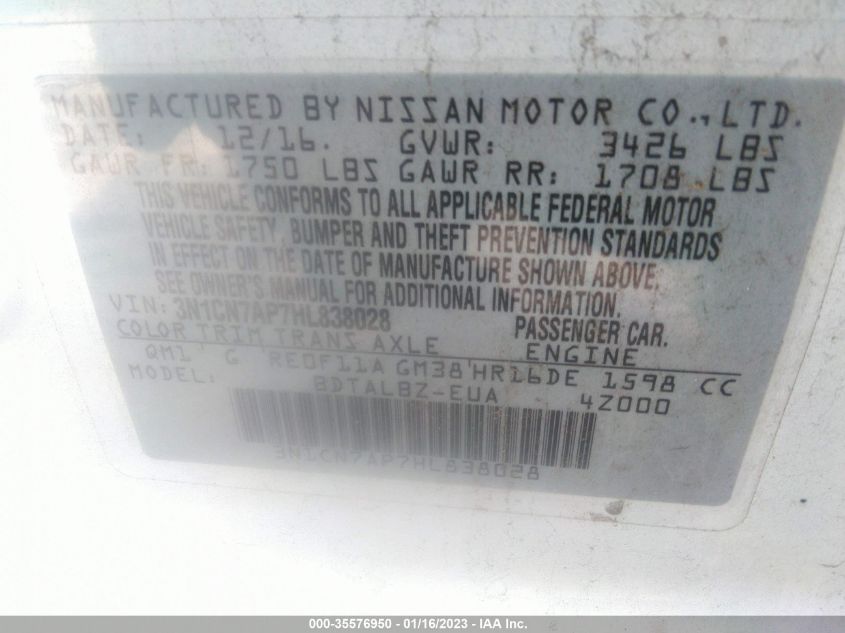 MANUFACTURED BY NISSAN MOTOR CO.,LTD.
DATE: 12/16. GVWR: 3426 LBS
GAWR FR: 1750 LBS GAWR RR: 1708 LBS
THIS VEHICLE CONFORMS TO ALL APPLICABLE FEDERAL MOTOR
VEHICLE SAFETY, BUMPER AND THEFT PREVENTION STANDARDS
IN EFFECT ON THE DATE OF MANUFACTURE SHOWN ABOVE.
SEE OWNER'S MANUAL FOR ADDITIONAL INFORMATION.
VIN: 3N1CN7AP7HL838028 PASSENGER CAR.
COLOR TRIM TRANS AXLE ENGINE
QM1 G RE0F11A GM38 HR16DE 1598 CC
MODEL: BDTALBZ-EUA 4Z000
3N1CN7AP7HL838028
000-35576950 - 01/16/2023 - IAA Inc.